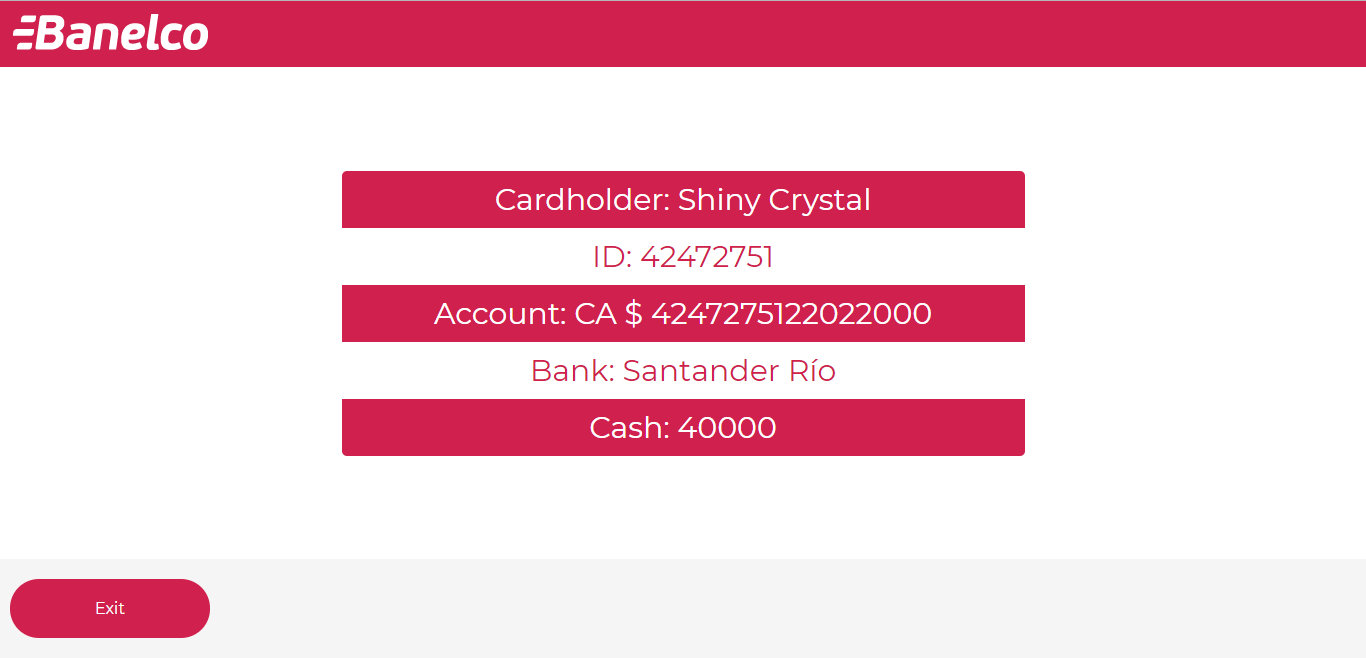 Banelco
Cardholder: Shiny Crystal
ID: 42472751
Account: CA $ 4247275122022000
Bank: Santander Río
Cash: 40000
Exit